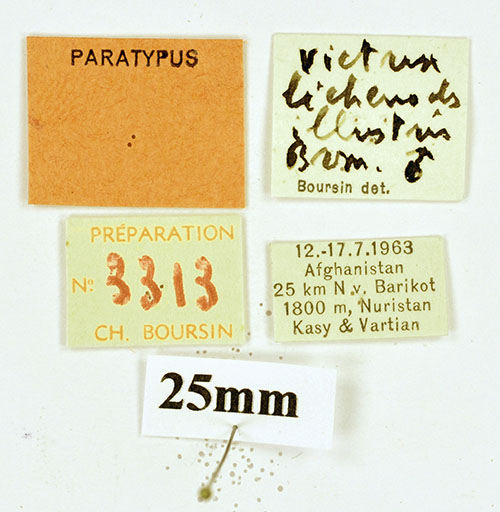 PARATYPUS
victrix
lichenodes
illustris
Brsn. ♂
Boursin det.
PRÉPARATION
No: 3313
CH. BOURSIN
12.-17.7.1963
Afghanistan
25 km N.v. Barikot
1800 m, Nuristan
Kasy & Vartian
25mm